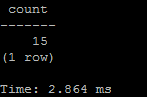 count
-------
15
(1 row)
Time: 2.864 ms